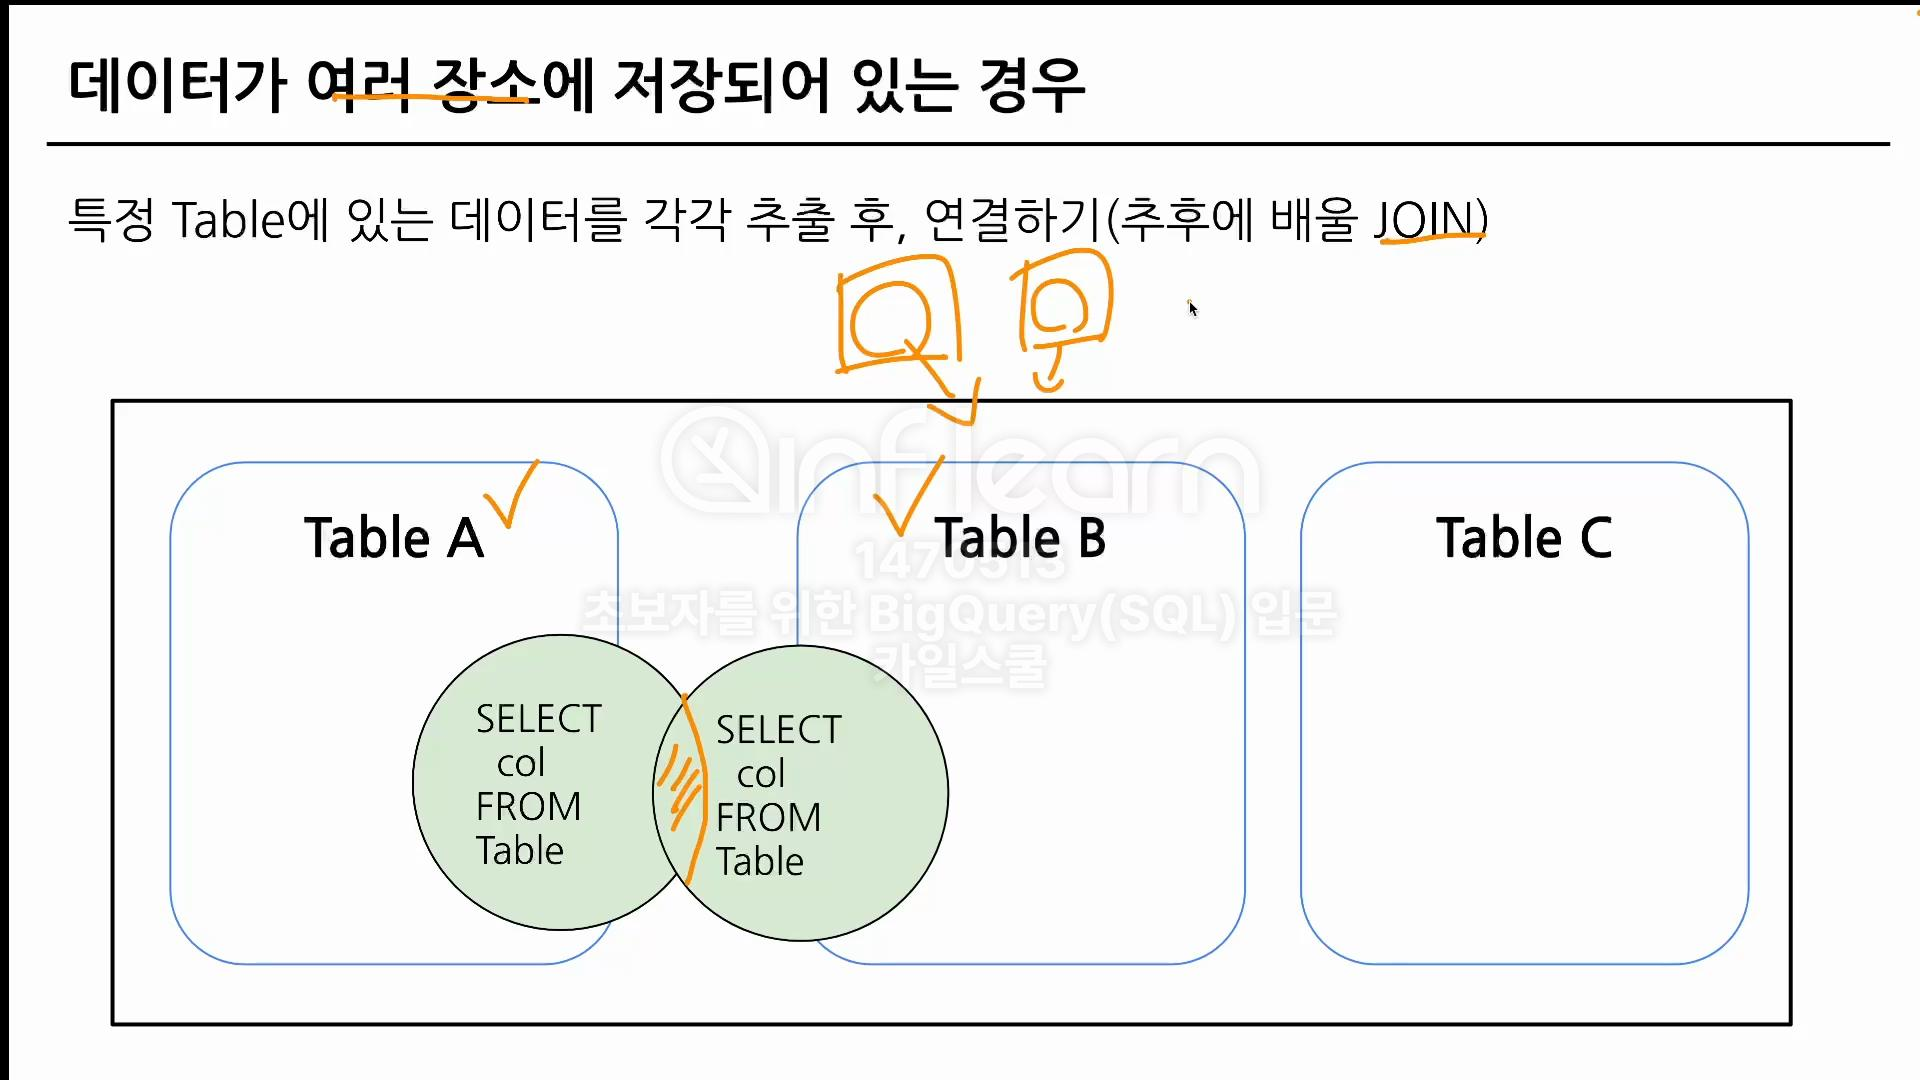 데이터가 여러 장소에 저장되어 있는 경우
특정 Table에 있는 데이터를 각각 추출 후, 연결하기(추후에 배울 JOIN)
inflearn
Table A
Table B
Table C
1470513
초보자를 위한 BigQuery(SQL) 입문
카일스쿨
SELECT
col
FROM
Table
SELECT
col
FROM
Table